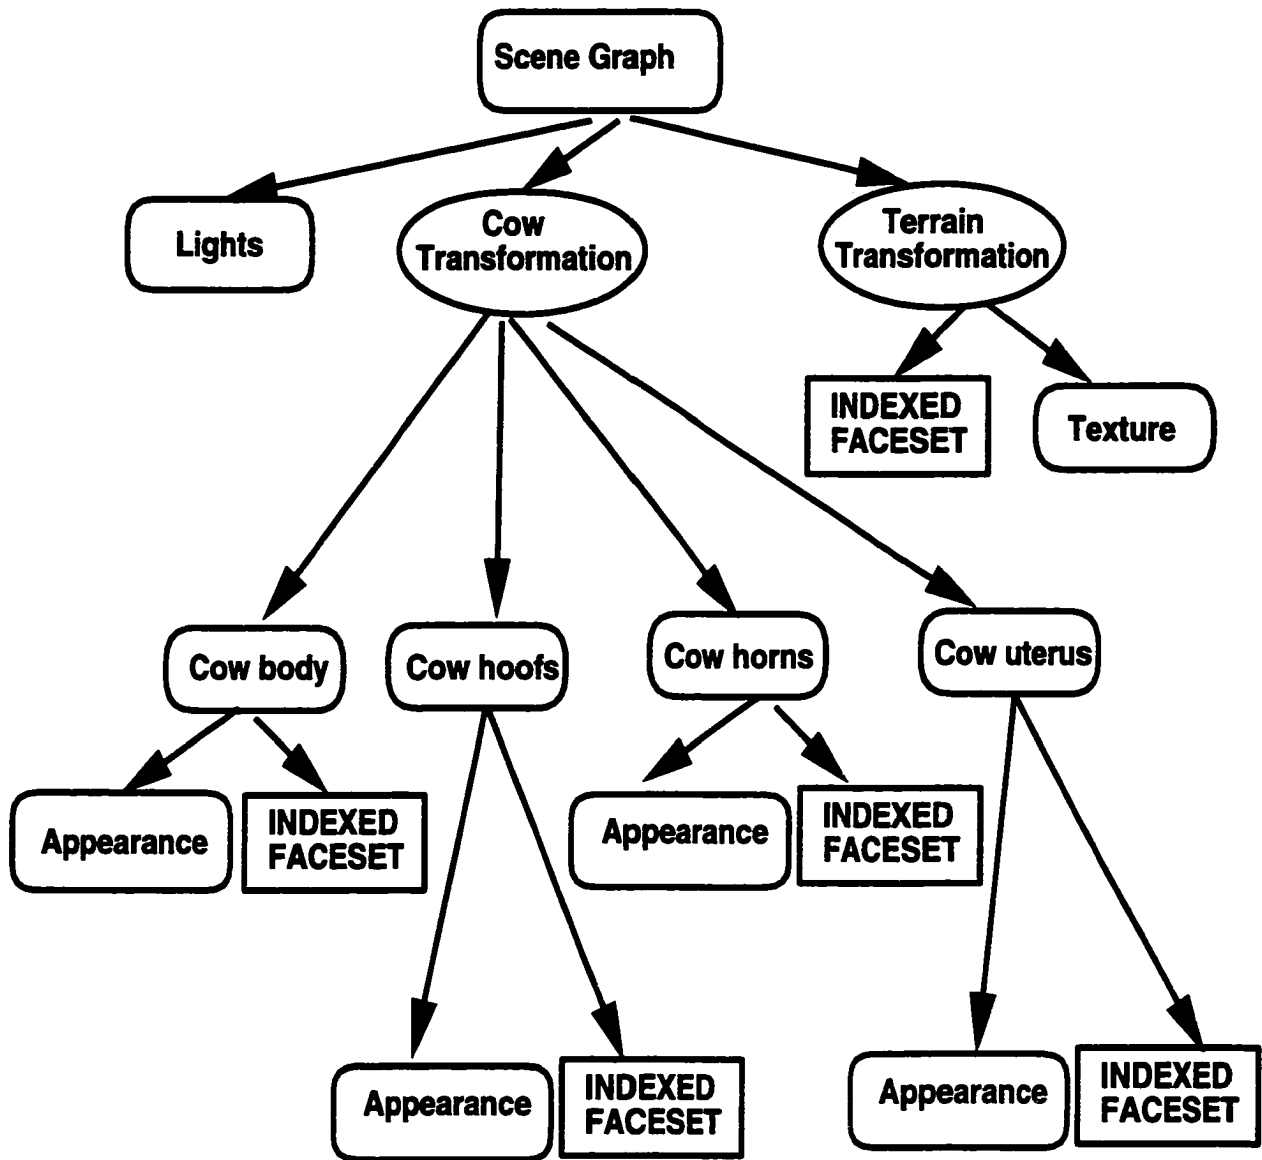 Scene Graph
Lights
Cow
Transformation
Terrain
Transformation
INDEXED
FACESET
Texture
Cow body
Cow hoofs
Cow horns
Cow uterus
Appearance
INDEXED
FACESET
Appearance
INDEXED
FACESET
Appearance
INDEXED
FACESET
Appearance
INDEXED
FACESET